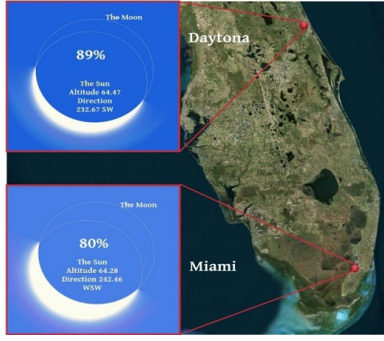 The Moon
Daytona
89%
The Sun
Altitude 64.47
Direction
232.67 SW
The Moon
80%
Miami
The Sun
Altitude 64.28
Direction 242.46
WSW